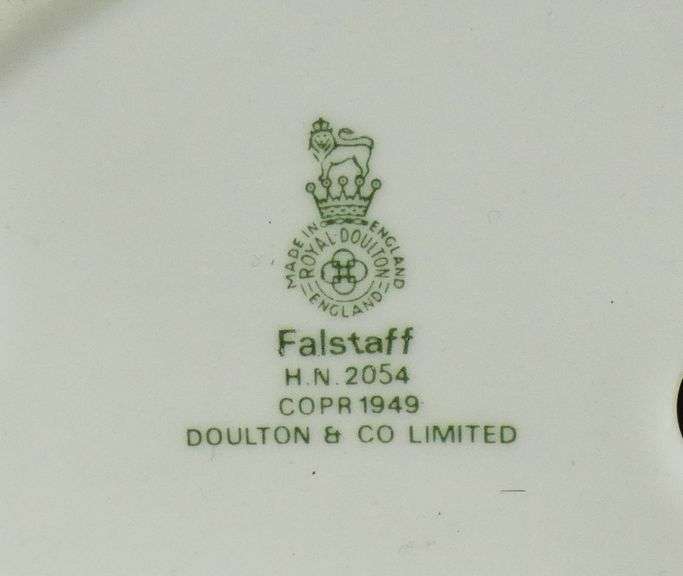 MADE IN ENGLAND
ROYAL DOULTON
ENGLAND
Falstaff
H.N. 2054
COPR 1949
DOULTON & CO LIMITED